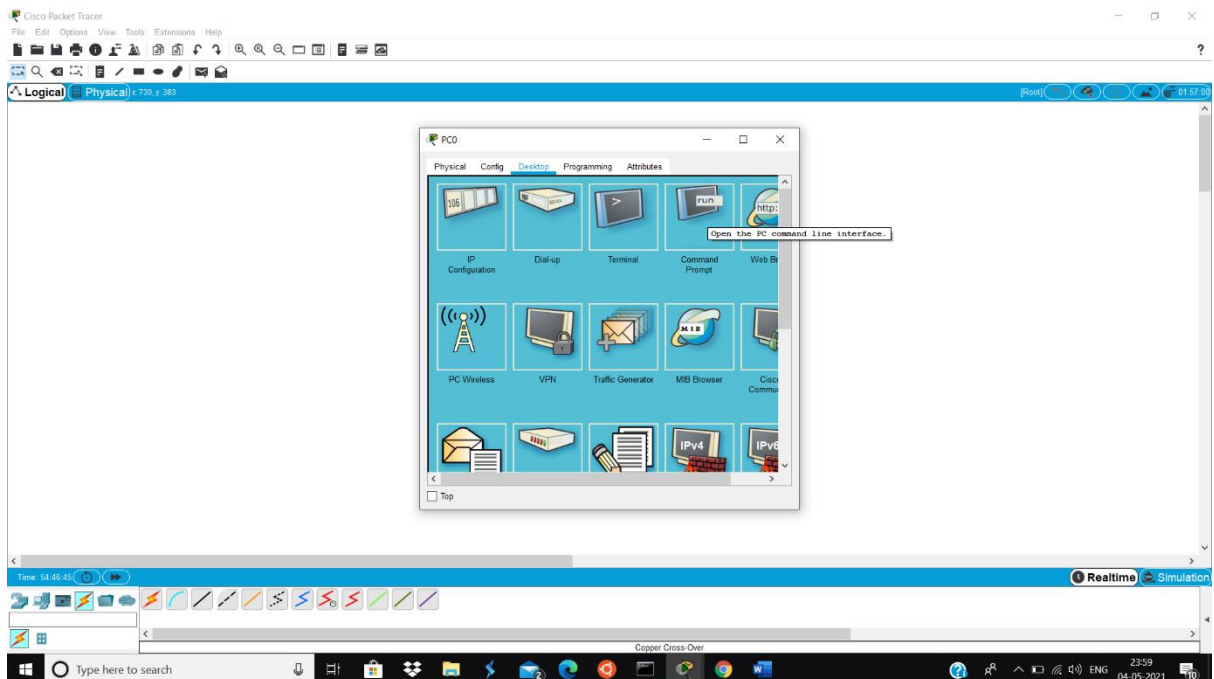 Cisco Packet Tracer
File Edit Options View Tools Extensions Help
?
Logical Physical x: 730, y: 383 [Root] 01:57:00
PC0
Physical Config Desktop Programming Attributes
106 > run http:
Open the PC command line interface.
IP Configuration
Dial-up
Terminal
Command Prompt
Web Br
MIB
PC Wireless
VPN
Traffic Generator
MIB Browser
Cisc
Commu
IPv4 IPv6
Top
Time: 54:46:45 Realtime Simulation
Copper Cross-Over
Type here to search ENG 23:59
04-05-2021